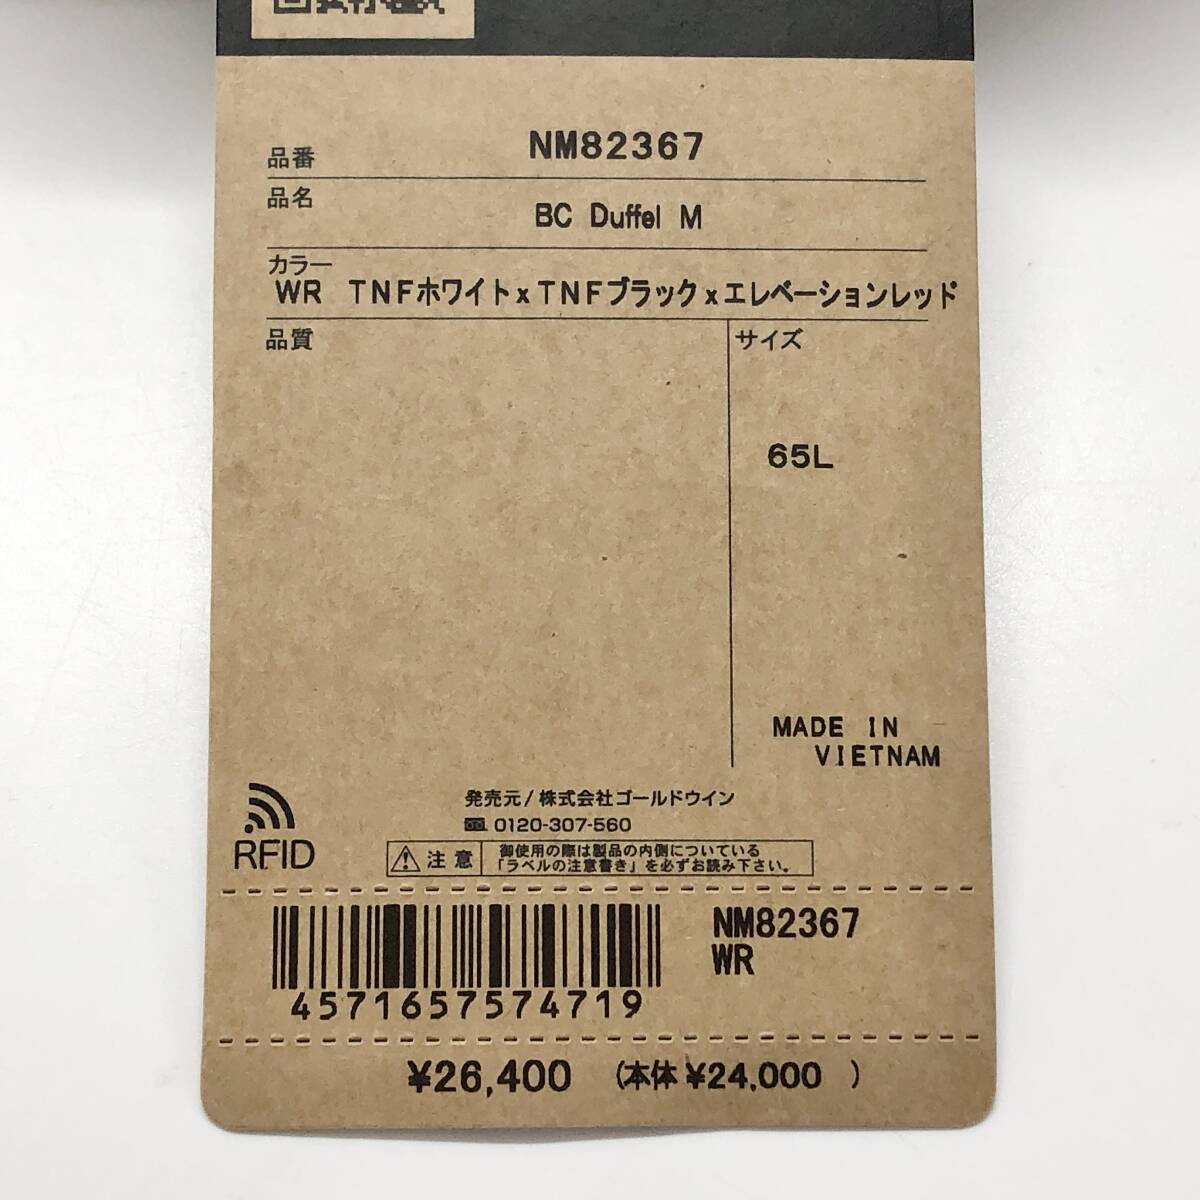 品番 NM82367
品名 BC Duffel M
カラー
WR TNFホワイトxTNFブラックxエレベーションレッド
品質
サイズ
65L
MADE IN
VIETNAM
発売元/株式会社ゴールドウイン
☎ 0120-307-560
RFID
⚠ 注意
御使用の際は製品の内側についている
「ラベルの注意書き」を必ずお読み下さい。
4571657574719
NM82367
WR
¥26,400 (本体 ¥24,000 )